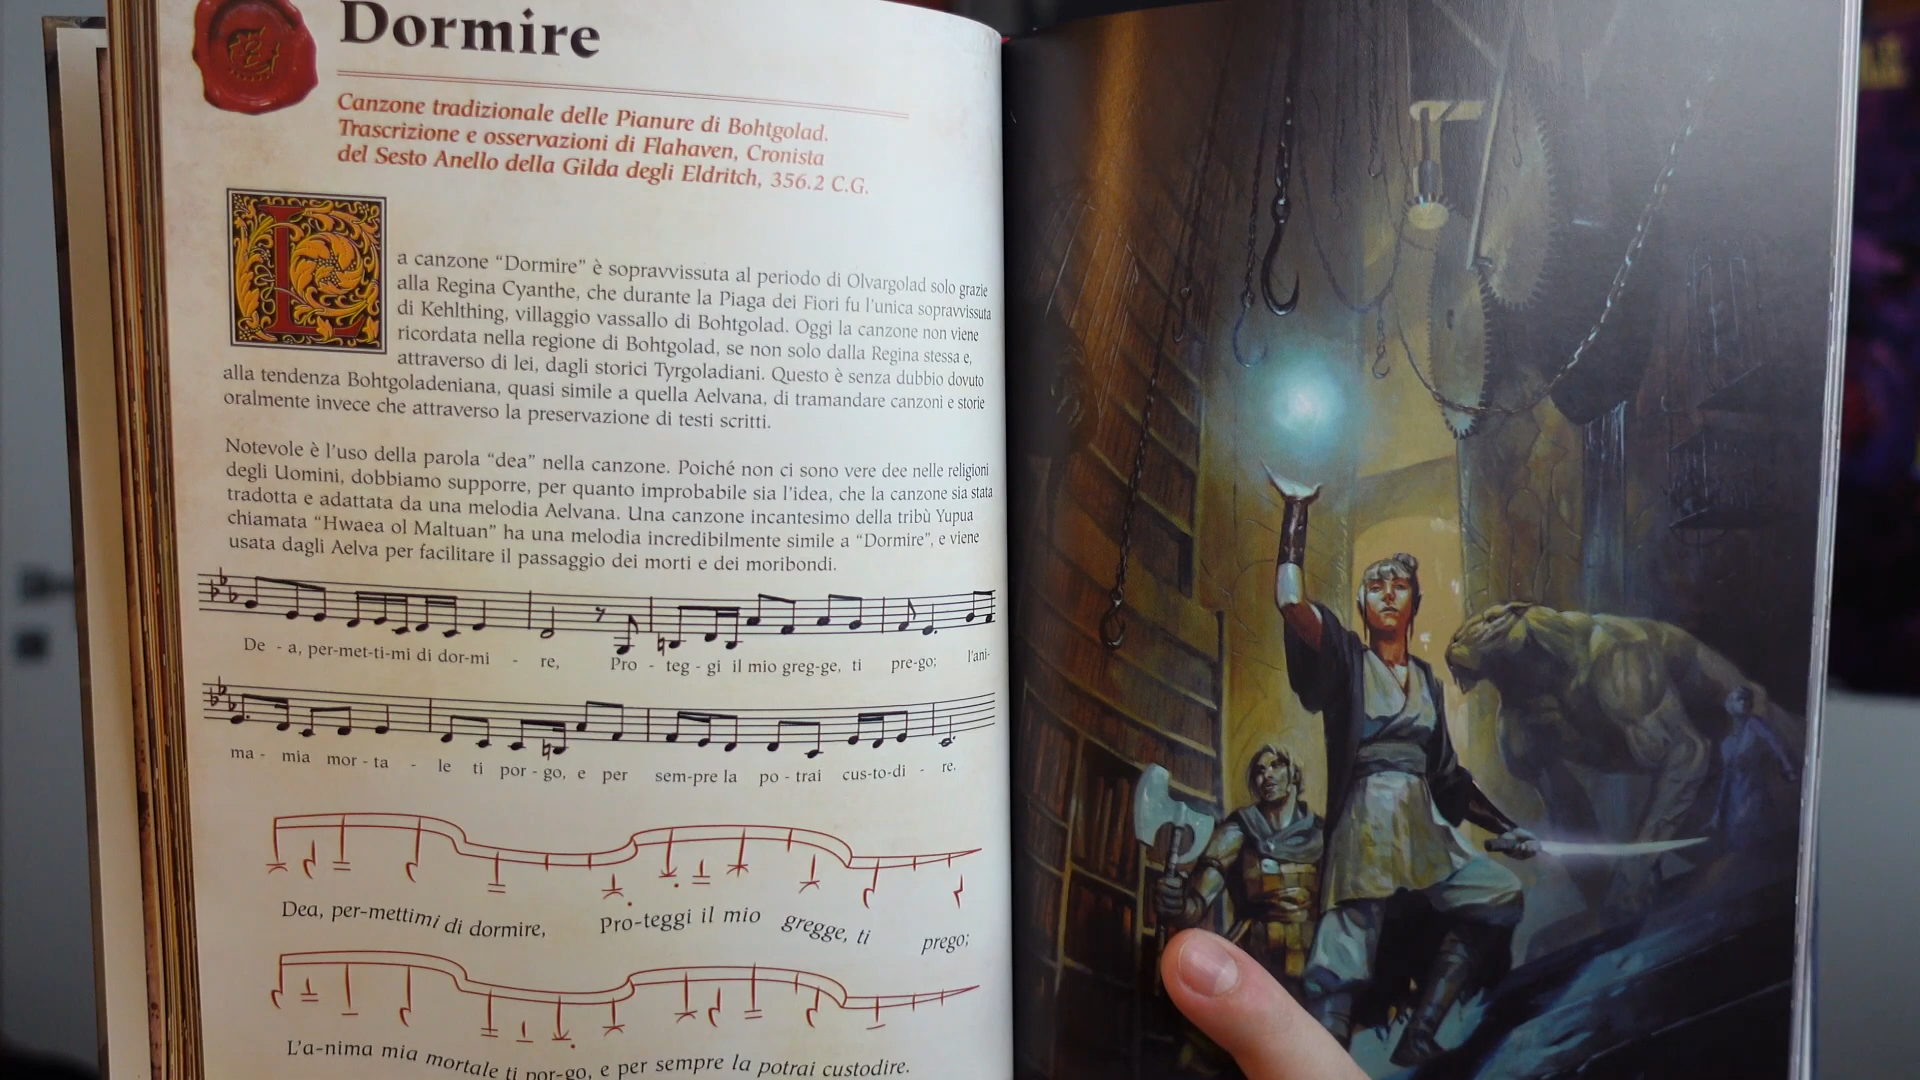 Dormire
Canzone tradizionale delle Pianure di Bohtgolad.
Trascrizione e osservazioni di Flahaven, Cronista
del Sesto Anello della Gilda degli Eldritch, 356.2 C.G.
La canzone “Dormire” è sopravvissuta al periodo di Olvargolad solo grazie
alla Regina Cyanthe, che durante la Piaga dei Fiori fu l’unica sopravvissuta
di Kehlthing, villaggio vassallo di Bohtgolad. Oggi la canzone non viene
ricordata nella regione di Bohtgolad, se non solo dalla Regina stessa e,
attraverso di lei, dagli storici Tyrgoladiani. Questo è senza dubbio dovuto
alla tendenza Bohtgoladeniana, quasi simile a quella Aelvana, di tramandare canzoni e storie
oralmente invece che attraverso la preservazione di testi scritti.
Notevole è l’uso della parola “dea” nella canzone. Poiché non ci sono vere dee nelle religioni
degli Uomini, dobbiamo supporre, per quanto improbabile sia l’idea, che la canzone sia stata
tradotta e adattata da una melodia Aelvana. Una canzone incantesimo della tribù Yupua
chiamata “Hwaea ol Maltuan” ha una melodia incredibilmente simile a “Dormire”, e viene
usata dagli Aelva per facilitare il passaggio dei morti e dei moribondi.
De - a, per-met-ti-mi di dor-mi - re, Pro - teg - gi il mio greg-ge, ti pre-go; l'ani-
ma - mia mor - ta - le ti por - go, e per sem-pre la po - trai cus-to-di - re.
Dea, per-mettimi di dormire, Pro-teggi il mio gregge, ti prego;
L'a-nima mia mortale ti por-go, e per sempre la potrai custodire.